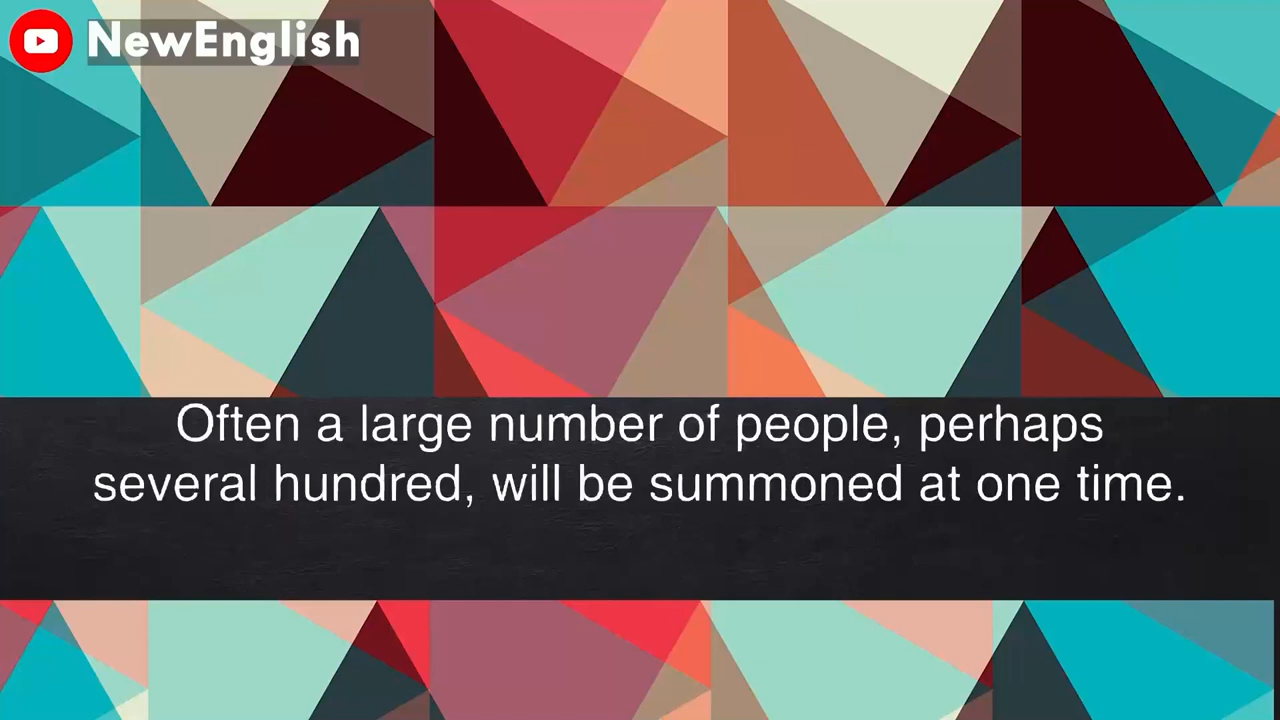 NewEnglish
Often a large number of people, perhaps
several hundred, will be summoned at one time.